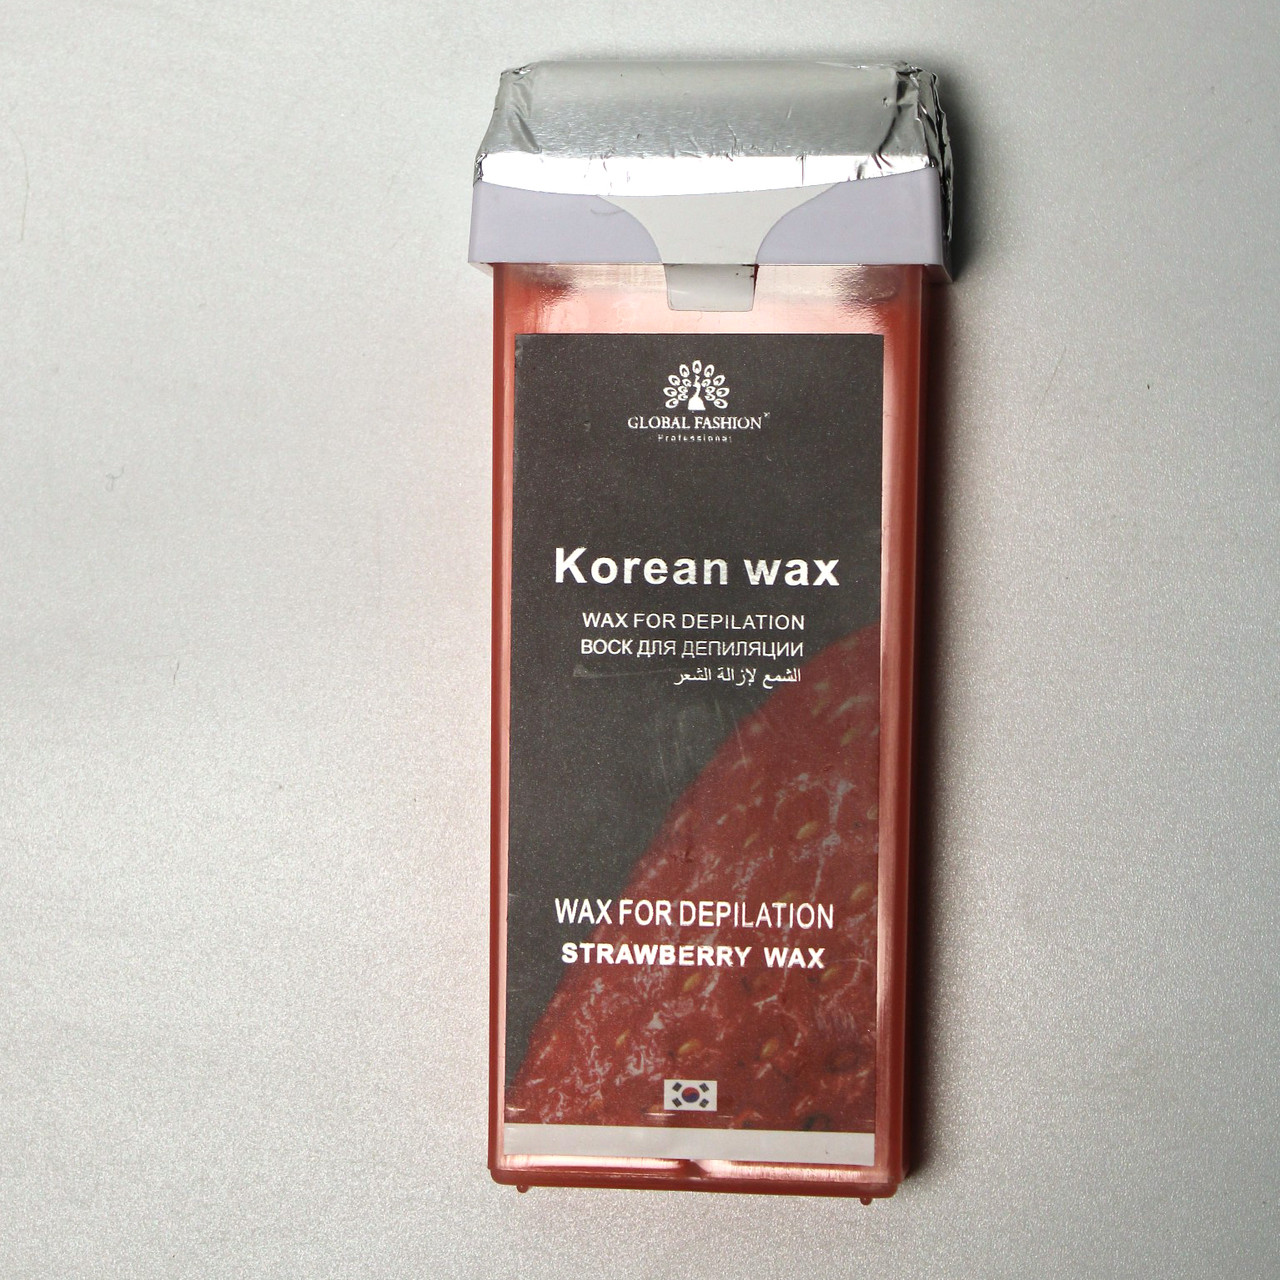 GLOBAL FASHION
Professional
Korean wax
WAX FOR DEPILATION
ВОСК ДЛЯ ДЕПИЛЯЦИИ
الشمع لإزالة الشعر
WAX FOR DEPILATION
STRAWBERRY WAX